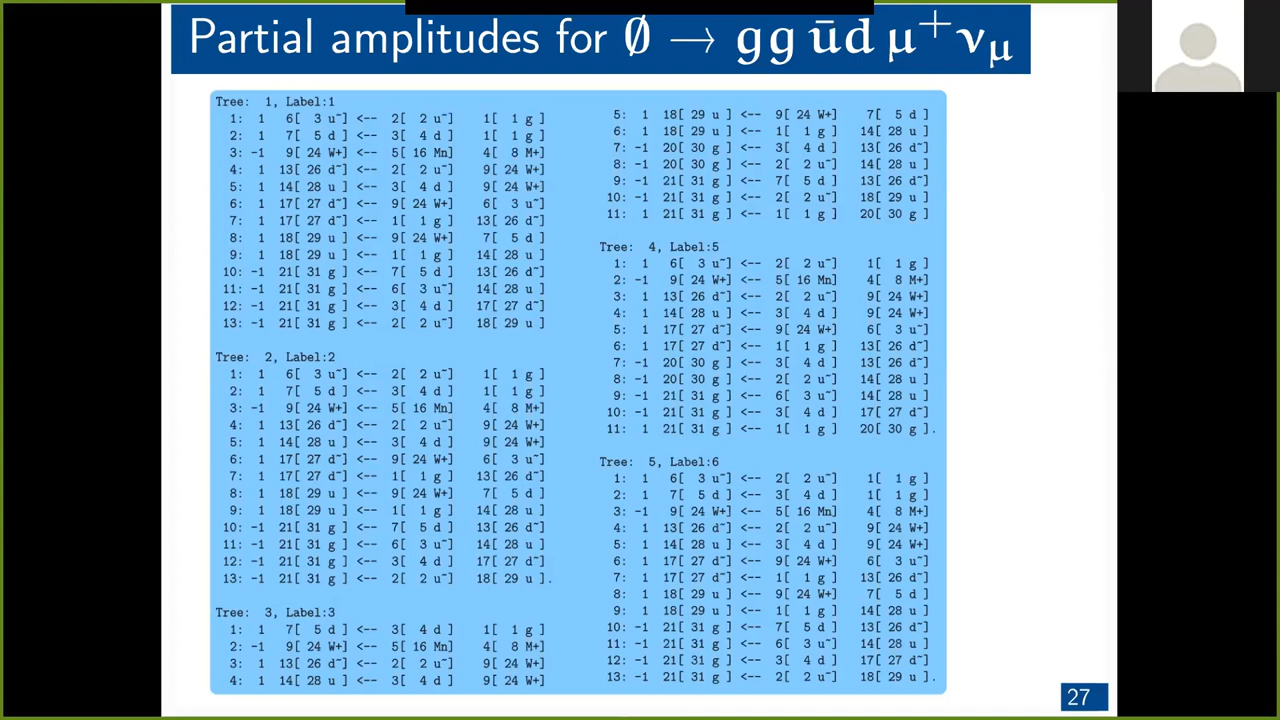 Partial amplitudes for ∅ → g g ū d μ⁺ ν_μ
Tree:  1, Label:1
1:  1  6[  3 u~] <--  2[  2 u~]  1[  1 g]
2:  1  7[  5 d ] <--  3[  4 d ]  1[  1 g]
3: -1  9[ 24 W+] <--  5[ 16 Mn]  4[  8 M+]
4:  1 13[ 26 d~] <--  2[  2 u~]  9[ 24 W+]
5:  1 14[ 28 u ] <--  3[  4 d ]  9[ 24 W+]
6:  1 17[ 27 d~] <--  9[ 24 W+]  6[  3 u~]
7:  1 17[ 27 d~] <--  1[  1 g ] 13[ 26 d~]
8:  1 18[ 29 u ] <--  9[ 24 W+]  7[  5 d ]
9:  1 18[ 29 u ] <--  1[  1 g ] 14[ 28 u ]
10: -1 21[ 31 g ] <--  7[  5 d ] 13[ 26 d~]
11: -1 21[ 31 g ] <--  6[  3 u~] 14[ 28 u ]
12: -1 21[ 31 g ] <--  3[  4 d ] 17[ 27 d~]
13: -1 21[ 31 g ] <--  2[  2 u~] 18[ 29 u ]
Tree:  2, Label:2
1:  1  6[  3 u~] <--  2[  2 u~]  1[  1 g]
2:  1  7[  5 d ] <--  3[  4 d ]  1[  1 g]
3: -1  9[ 24 W+] <--  5[ 16 Mn]  4[  8 M+]
4:  1 13[ 26 d~] <--  2[  2 u~]  9[ 24 W+]
5:  1 14[ 28 u ] <--  3[  4 d ]  9[ 24 W+]
6:  1 17[ 27 d~] <--  9[ 24 W+]  6[  3 u~]
7:  1 17[ 27 d~] <--  1[  1 g ] 13[ 26 d~]
8:  1 18[ 29 u ] <--  9[ 24 W+]  7[  5 d ]
9:  1 18[ 29 u ] <--  1[  1 g ] 14[ 28 u ]
10: -1 21[ 31 g ] <--  7[  5 d ] 13[ 26 d~]
11: -1 21[ 31 g ] <--  6[  3 u~] 14[ 28 u ]
12: -1 21[ 31 g ] <--  3[  4 d ] 17[ 27 d~]
13: -1 21[ 31 g ] <--  2[  2 u~] 18[ 29 u ].
Tree:  3, Label:3
1:  1  7[  5 d ] <--  3[  4 d ]  1[  1 g ]
2: -1  9[ 24 W+] <--  5[ 16 Mn]  4[  8 M+]
3:  1 13[ 26 d~] <--  2[  2 u~]  9[ 24 W+]
4:  1 14[ 28 u ] <--  3[  4 d ]  9[ 24 W+]
5:  1 18[ 29 u ] <--  9[ 24 W+]  7[  5 d ]
6:  1 18[ 29 u ] <--  1[  1 g ] 14[ 28 u ]
7: -1 20[ 30 g ] <--  3[  4 d ] 13[ 26 d~]
8: -1 20[ 30 g ] <--  2[  2 u~] 14[ 28 u ]
9: -1 21[ 31 g ] <--  7[  5 d ] 13[ 26 d~]
10: -1 21[ 31 g ] <--  2[  2 u~] 18[ 29 u ]
11:  1 21[ 31 g ] <--  1[  1 g ] 20[ 30 g ]
Tree:  4, Label:5
1:  1  6[  3 u~] <--  2[  2 u~]  1[  1 g ]
2: -1  9[ 24 W+] <--  5[ 16 Mn]  4[  8 M+]
3:  1 13[ 26 d~] <--  2[  2 u~]  9[ 24 W+]
4:  1 14[ 28 u ] <--  3[  4 d ]  9[ 24 W+]
5:  1 17[ 27 d~] <--  9[ 24 W+]  6[  3 u~]
6:  1 17[ 27 d~] <--  1[  1 g ] 13[ 26 d~]
7: -1 20[ 30 g ] <--  3[  4 d ] 13[ 26 d~]
8: -1 20[ 30 g ] <--  2[  2 u~] 14[ 28 u ]
9: -1 21[ 31 g ] <--  6[  3 u~] 14[ 28 u ]
10: -1 21[ 31 g ] <--  3[  4 d ] 17[ 27 d~]
11:  1 21[ 31 g ] <--  1[  1 g ] 20[ 30 g ].
Tree:  5, Label:6
1:  1  6[  3 u~] <--  2[  2 u~]  1[  1 g ]
2:  1  7[  5 d ] <--  3[  4 d ]  1[  1 g ]
3: -1  9[ 24 W+] <--  5[ 16 Mn]  4[  8 M+]
4:  1 13[ 26 d~] <--  2[  2 u~]  9[ 24 W+]
5:  1 14[ 28 u ] <--  3[  4 d ]  9[ 24 W+]
6:  1 17[ 27 d~] <--  9[ 24 W+]  6[  3 u~]
7:  1 17[ 27 d~] <--  1[  1 g ] 13[ 26 d~]
8:  1 18[ 29 u ] <--  9[ 24 W+]  7[  5 d ]
9:  1 18[ 29 u ] <--  1[  1 g ] 14[ 28 u ]
10: -1 21[ 31 g ] <--  7[  5 d ] 13[ 26 d~]
11: -1 21[ 31 g ] <--  6[  3 u~] 14[ 28 u ]
12: -1 21[ 31 g ] <--  3[  4 d ] 17[ 27 d~]
13: -1 21[ 31 g ] <--  2[  2 u~] 18[ 29 u ].
27